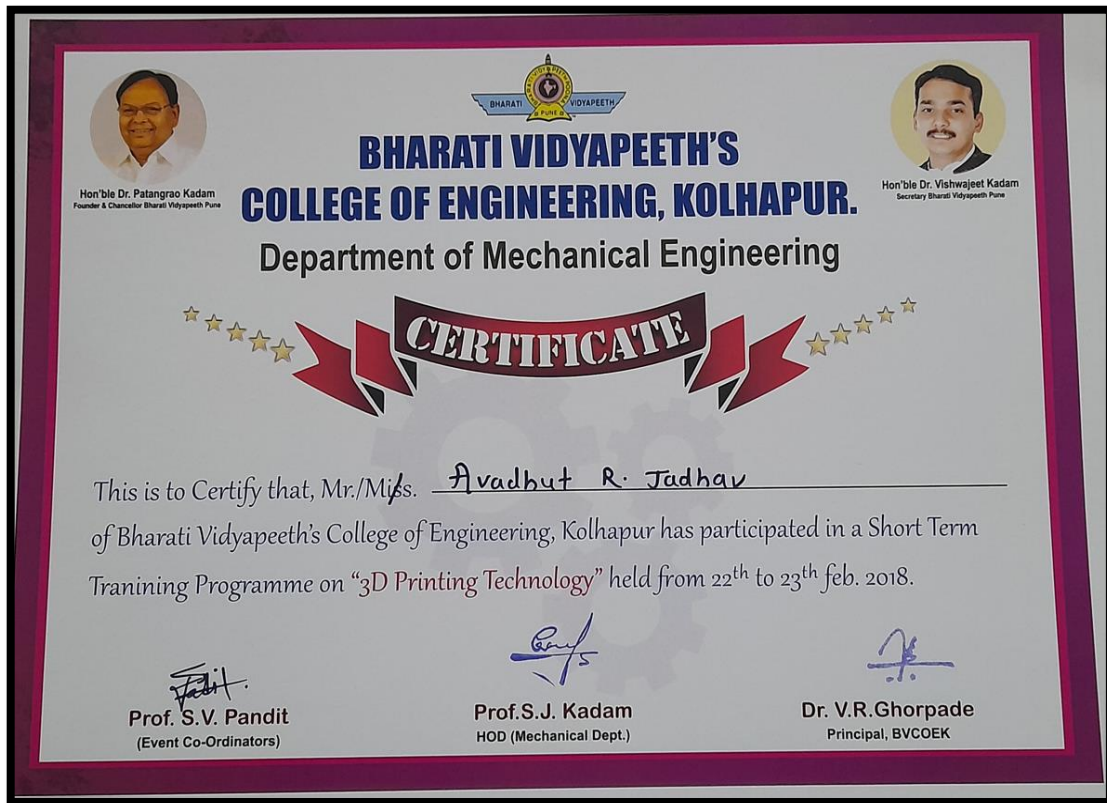 BHARATI VIDYAPEETH
PUNE
BHARATI VIDYAPEETH'S
COLLEGE OF ENGINEERING, KOLHAPUR.
Hon'ble Dr. Patangrao Kadam
Founder & Chancellor Bharati Vidyapeeth Pune
Hon'ble Dr. Vishwajeet Kadam
Secretary Bharati Vidyapeeth Pune
Department of Mechanical Engineering
CERTIFICATE
This is to Certify that, Mr./Miss. Avadhut R. Jadhav
of Bharati Vidyapeeth's College of Engineering, Kolhapur has participated in a Short Term
Tranining Programme on “3D Printing Technology” held from 22th to 23th feb. 2018.
Prof. S.V. Pandit
(Event Co-Ordinators)
Prof.S.J. Kadam
HOD (Mechanical Dept.)
Dr. V.R.Ghorpade
Principal, BVCOEK